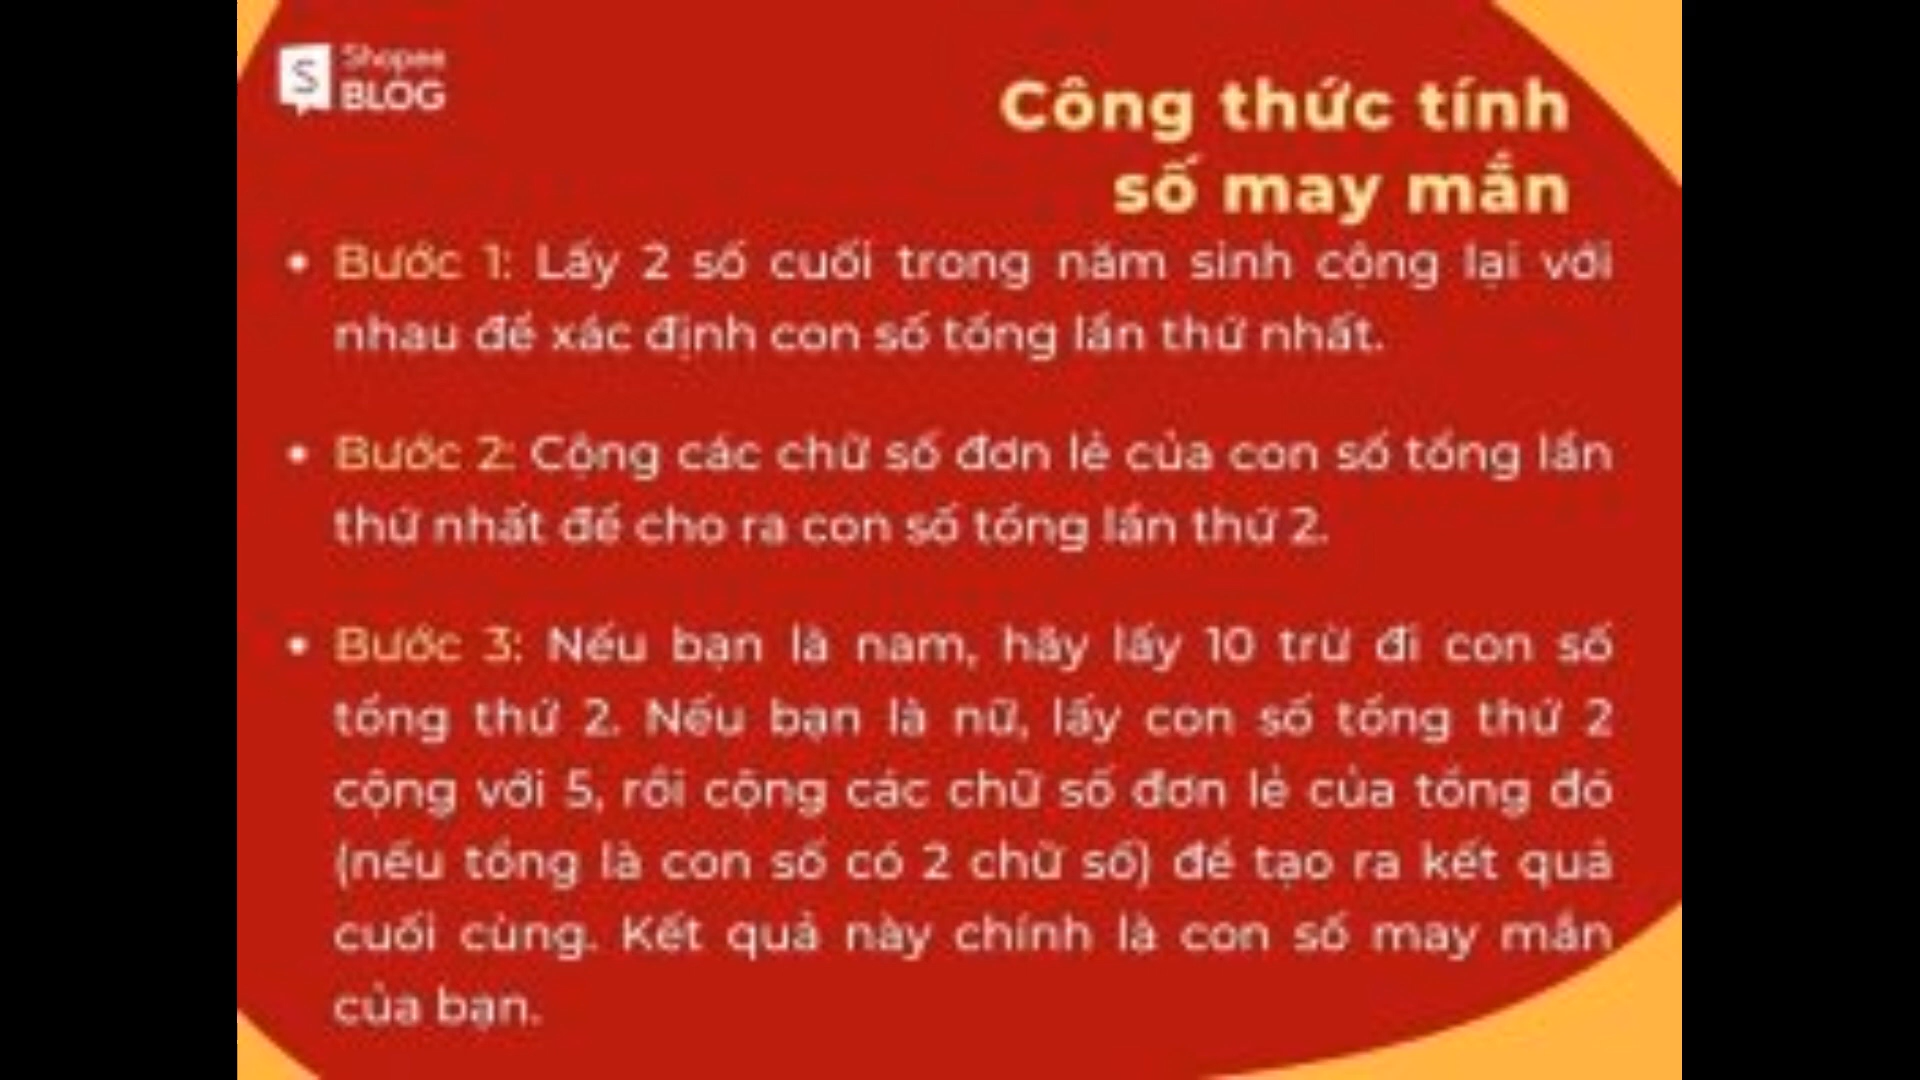 Shopee
BLOG
Công thức tính
số may mắn
• Bước 1: Lấy 2 số cuối trong năm sinh cộng lại với
nhau để xác định con số tổng lần thứ nhất.
• Bước 2: Cộng các chữ số đơn lẻ của con số tổng lần
thứ nhất để cho ra con số tổng lần thứ 2.
• Bước 3: Nếu bạn là nam, hãy lấy 10 trừ đi con số
tổng thứ 2. Nếu bạn là nữ, lấy con số tổng thứ 2
cộng với 5, rồi cộng các chữ số đơn lẻ của tổng đó
(nếu tổng là con số có 2 chữ số) để tạo ra kết quả
cuối cùng. Kết quả này chính là con số may mắn
của bạn.